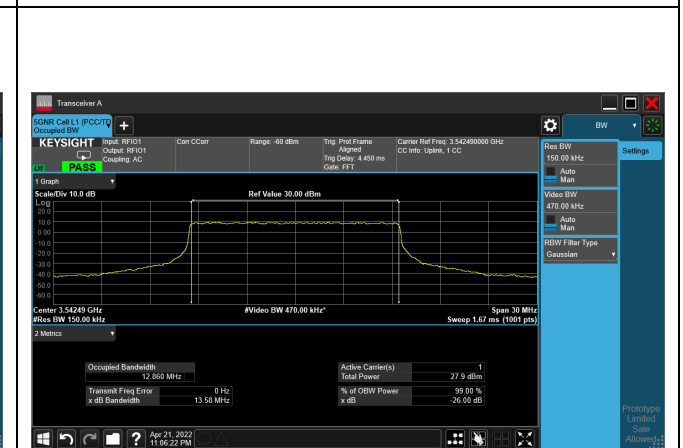 Transceiver A
5GNR Cell L1 (PCC/TD
Occupied BW
+
BW
KEYSIGHT
Input: RFIO1
Output: RFIO1
Coupling: AC
Corr CCorr
Range: -60 dBm
Trig: Prot Frame
Aligned
Trig Delay: 4.450 ms
Gate: FFT
Carrier Ref Freq: 3.542490000 GHz
CC Info: Uplink, 1 CC
PASS
Res BW
150.00 kHz
Auto
Man
Settings
Video BW
470.00 kHz
Auto
Man
RBW Filter Type
Gaussian
1 Graph
Scale/Div 10.0 dB
Ref Value 30.00 dBm
Log
20.0
10.0
0.00
-10.0
-20.0
-30.0
-40.0
-50.0
-60.0
Center 3.54249 GHz
#Video BW 470.00 kHz*
Span 30 MHz
#Res BW 150.00 kHz
Sweep 1.67 ms (1001 pts)
2 Metrics
Occupied Bandwidth
12.860 MHz
Active Carrier(s) 1
Total Power 27.9 dBm
Transmit Freq Error 0 Hz
x dB Bandwidth 13.58 MHz
% of OBW Power 99.00 %
x dB -26.00 dB
Prototype
Limited
Sale
Allowed
?
Apr 21, 2022
11:06:22 PM